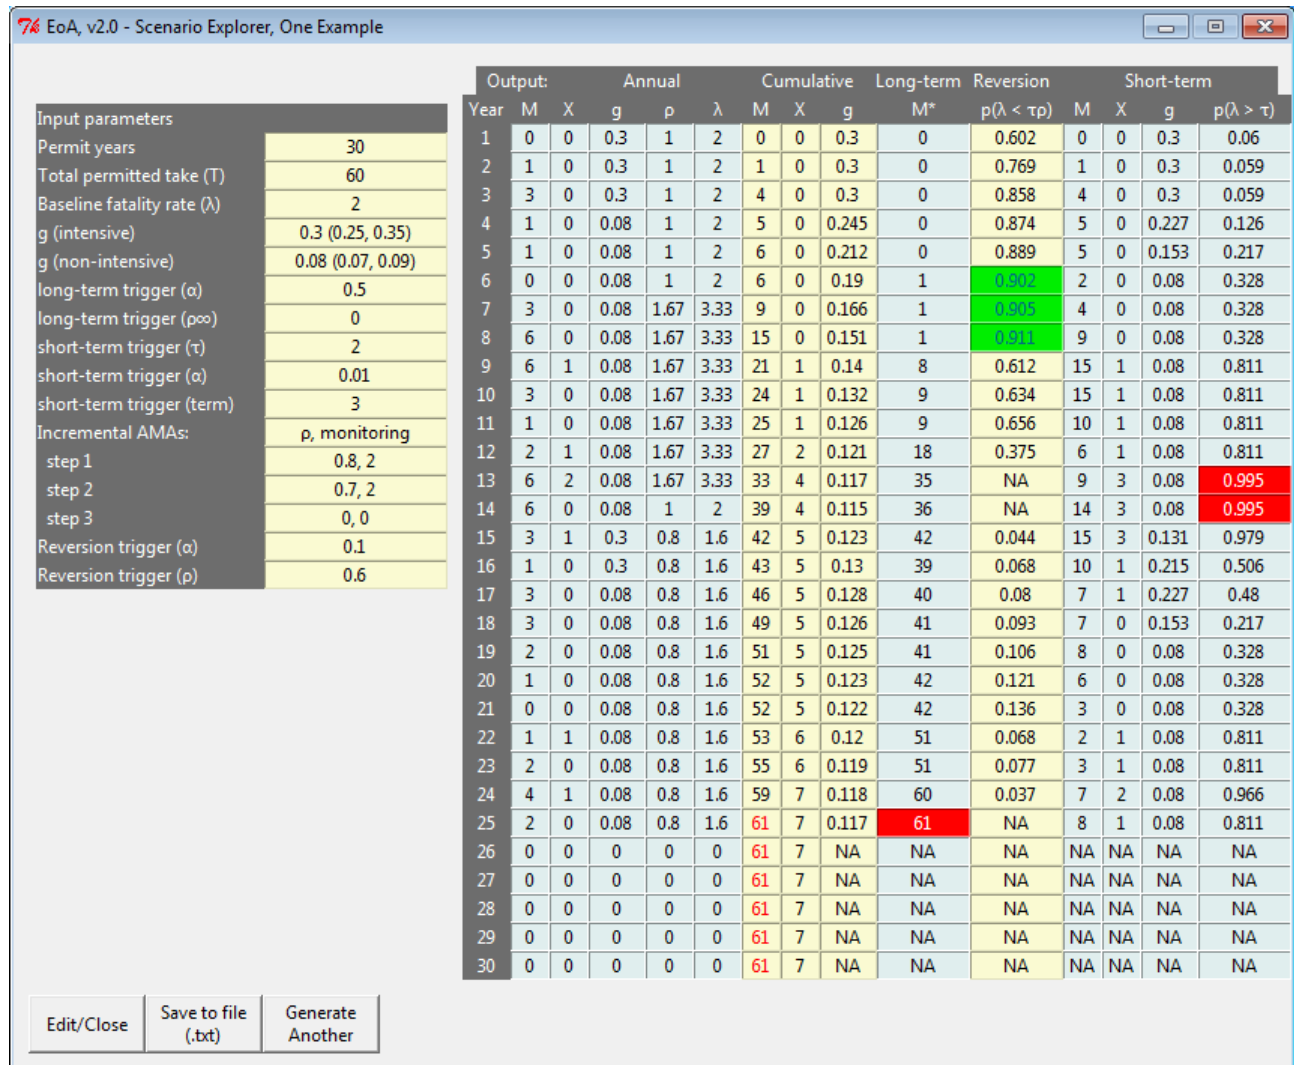 EoA, v2.0 - Scenario Explorer, One Example
Input parameters
Permit years 30
Total permitted take (T) 60
Baseline fatality rate (λ) 2
g (intensive) 0.3 (0.25, 0.35)
g (non-intensive) 0.08 (0.07, 0.09)
long-term trigger (α) 0.5
long-term trigger (ρ∞) 0
short-term trigger (τ) 2
short-term trigger (α) 0.01
short-term trigger (term) 3
Incremental AMAs: ρ, monitoring
step 1 0.8, 2
step 2 0.7, 2
step 3 0, 0
Reversion trigger (α) 0.1
Reversion trigger (ρ) 0.6
Output: Annual Cumulative Long-term Reversion Short-term
Year M X g ρ λ M X g M* p(λ < τρ) M X g p(λ > τ)
1 0 0 0.3 1 2 0 0 0.3 0 0.602 0 0 0.3 0.06
2 1 0 0.3 1 2 1 0 0.3 0 0.769 1 0 0.3 0.059
3 3 0 0.3 1 2 4 0 0.3 0 0.858 4 0 0.3 0.059
4 1 0 0.08 1 2 5 0 0.245 0 0.874 5 0 0.227 0.126
5 1 0 0.08 1 2 6 0 0.212 0 0.889 5 0 0.153 0.217
6 0 0 0.08 1 2 6 0 0.19 1 0.902 2 0 0.08 0.328
7 3 0 0.08 1.67 3.33 9 0 0.166 1 0.905 4 0 0.08 0.328
8 6 0 0.08 1.67 3.33 15 0 0.151 1 0.911 9 0 0.08 0.328
9 6 1 0.08 1.67 3.33 21 1 0.14 8 0.612 15 1 0.08 0.811
10 3 0 0.08 1.67 3.33 24 1 0.132 9 0.634 15 1 0.08 0.811
11 1 0 0.08 1.67 3.33 25 1 0.126 9 0.656 10 1 0.08 0.811
12 2 1 0.08 1.67 3.33 27 2 0.121 18 0.375 6 1 0.08 0.811
13 6 2 0.08 1.67 3.33 33 4 0.117 35 NA 9 3 0.08 0.995
14 6 0 0.08 1 2 39 4 0.115 36 NA 14 3 0.08 0.995
15 3 1 0.3 0.8 1.6 42 5 0.123 42 0.044 15 3 0.131 0.979
16 1 0 0.3 0.8 1.6 43 5 0.13 39 0.068 10 1 0.215 0.506
17 3 0 0.08 0.8 1.6 46 5 0.128 40 0.08 7 1 0.227 0.48
18 3 0 0.08 0.8 1.6 49 5 0.126 41 0.093 7 0 0.153 0.217
19 2 0 0.08 0.8 1.6 51 5 0.125 41 0.106 8 0 0.08 0.328
20 1 0 0.08 0.8 1.6 52 5 0.123 42 0.121 6 0 0.08 0.328
21 0 0 0.08 0.8 1.6 52 5 0.122 42 0.136 3 0 0.08 0.328
22 1 1 0.08 0.8 1.6 53 6 0.12 51 0.068 2 1 0.08 0.811
23 2 0 0.08 0.8 1.6 55 6 0.119 51 0.077 3 1 0.08 0.811
24 4 1 0.08 0.8 1.6 59 7 0.118 60 0.037 7 2 0.08 0.966
25 2 0 0.08 0.8 1.6 61 7 0.117 61 NA 8 1 0.08 0.811
26 0 0 0 0 0 61 7 NA NA NA NA NA NA NA
27 0 0 0 0 0 61 7 NA NA NA NA NA NA NA
28 0 0 0 0 0 61 7 NA NA NA NA NA NA NA
29 0 0 0 0 0 61 7 NA NA NA NA NA NA NA
30 0 0 0 0 0 61 7 NA NA NA NA NA NA NA
Edit/Close
Save to file
(.txt)
Generate
Another